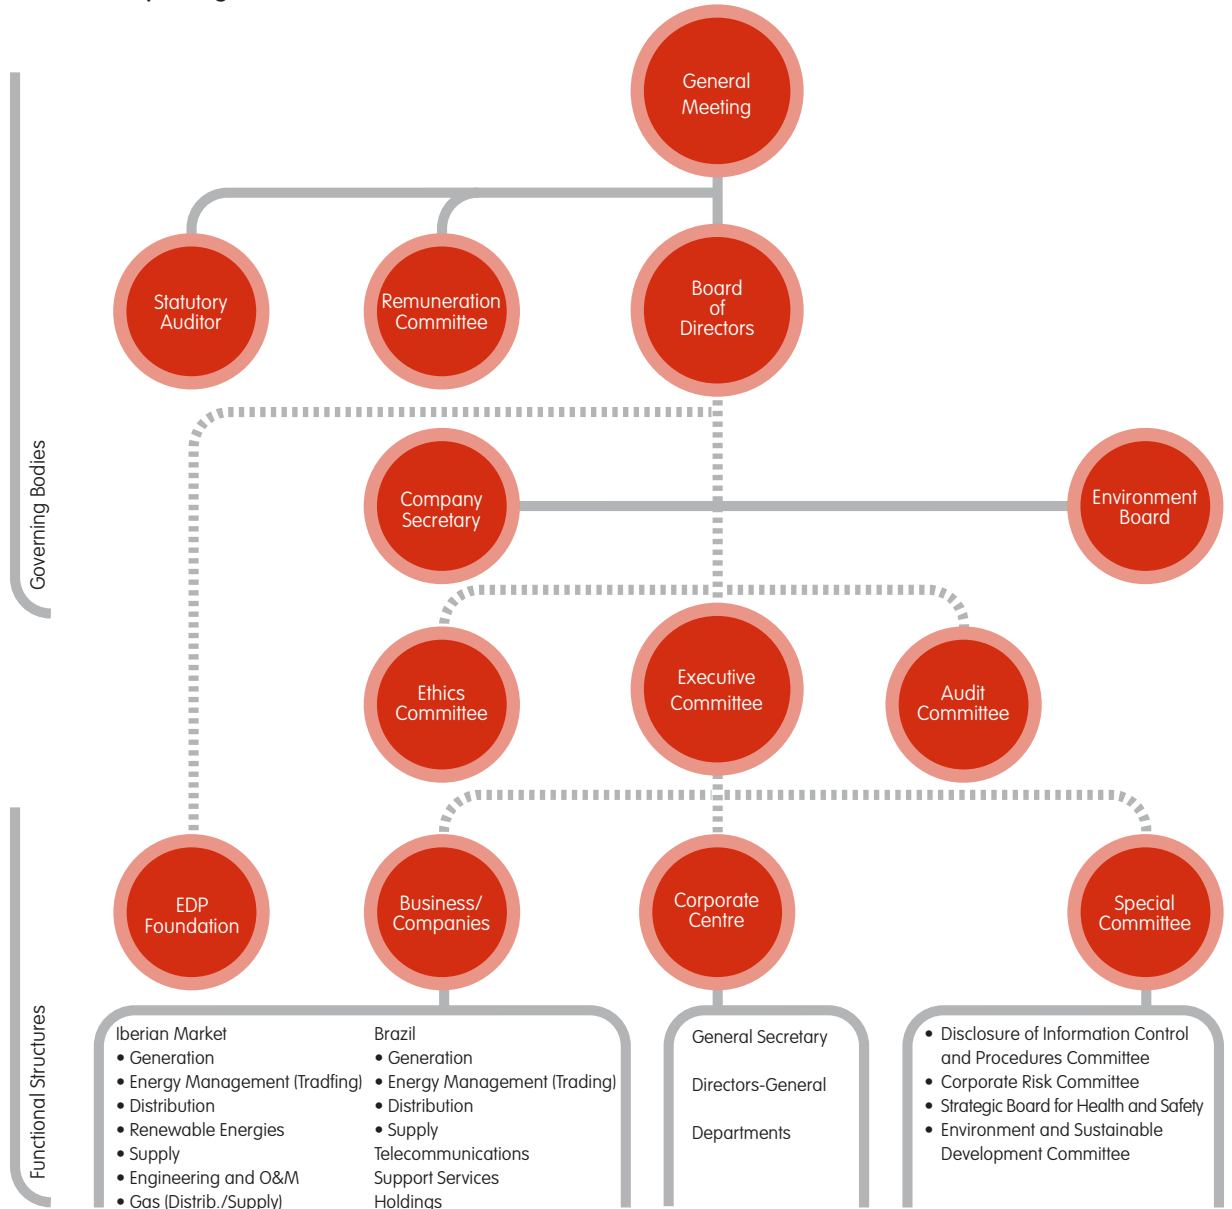 General
Meeting
Statutory
Auditor
Remuneration
Committee
Board
of
Directors
Governing Bodies
Company
Secretary
Environment
Board
Ethics
Committee
Executive
Committee
Audit
Committee
EDP
Foundation
Business/
Companies
Corporate
Centre
Special
Committee
Functional Structures
Iberian Market
• Generation
• Energy Management (Tradfing)
• Distribution
• Renewable Energies
• Supply
• Engineering and O&M
• Gas (Distrib./Supply)
Brazil
• Generation
• Energy Management (Trading)
• Distribution
• Supply
Telecommunications
Support Services
Holdings
General Secretary
Directors-General
Departments
• Disclosure of Information Control
and Procedures Committee
• Corporate Risk Committee
• Strategic Board for Health and Safety
• Environment and Sustainable
Development Committee